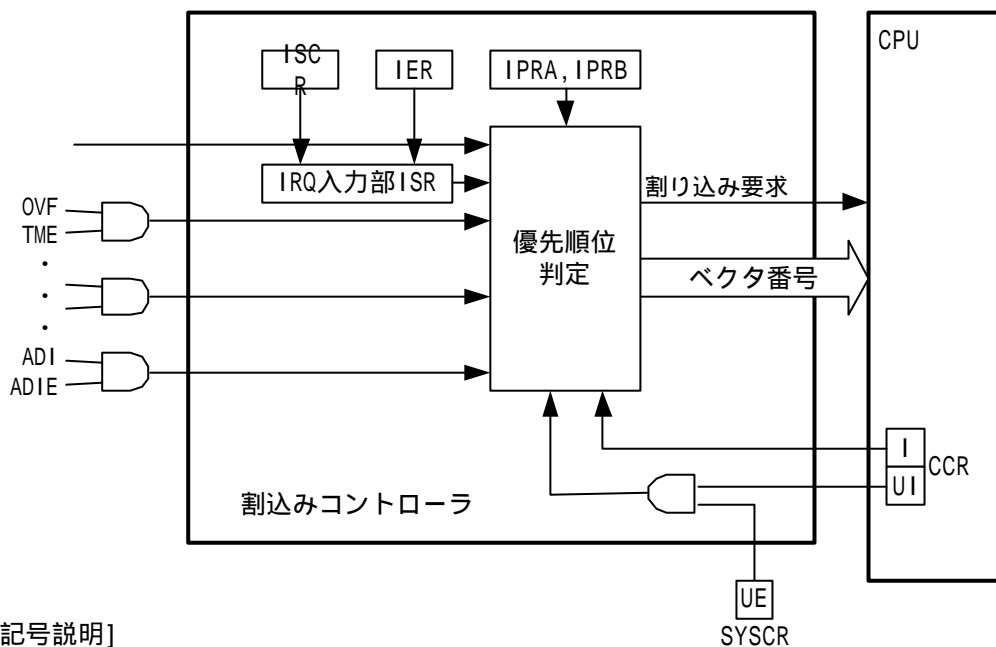 CPU
ISC
R
IER
IPRA,IPRB
IRQ入力部ISR
割り込み要求
OVF
TME
優先順位
判定
ベクタ番号
ADI
ADIE
I
UI
CCR
割込みコントローラ
UE
SYSCR
記号説明]